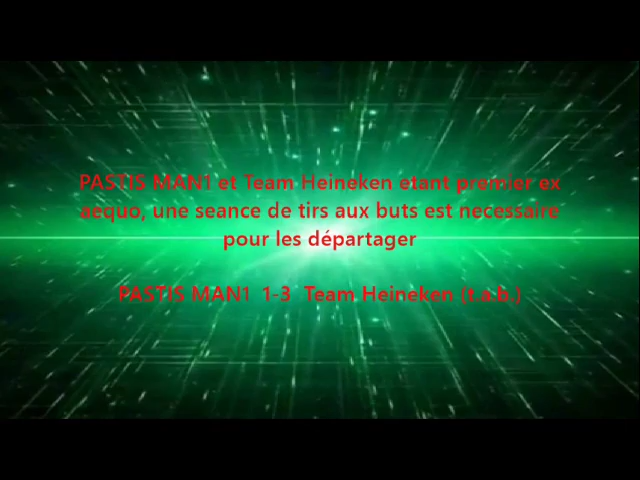 PASTIS MAN1 et Team Heineken etant premier ex
aequo, une seance de tirs aux buts est necessaire
pour les départager
PASTIS MAN1 1-3 Team Heineken (t.a.b.)